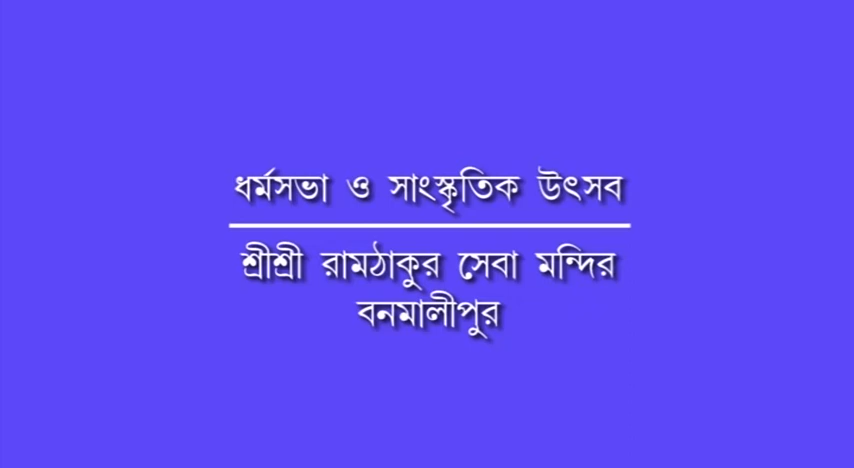 ধর্মসভা ও সাংস্কৃতিক উৎসব
শ্রীশ্রী রামঠাকুর সেবা মন্দির
বনমালীপুর